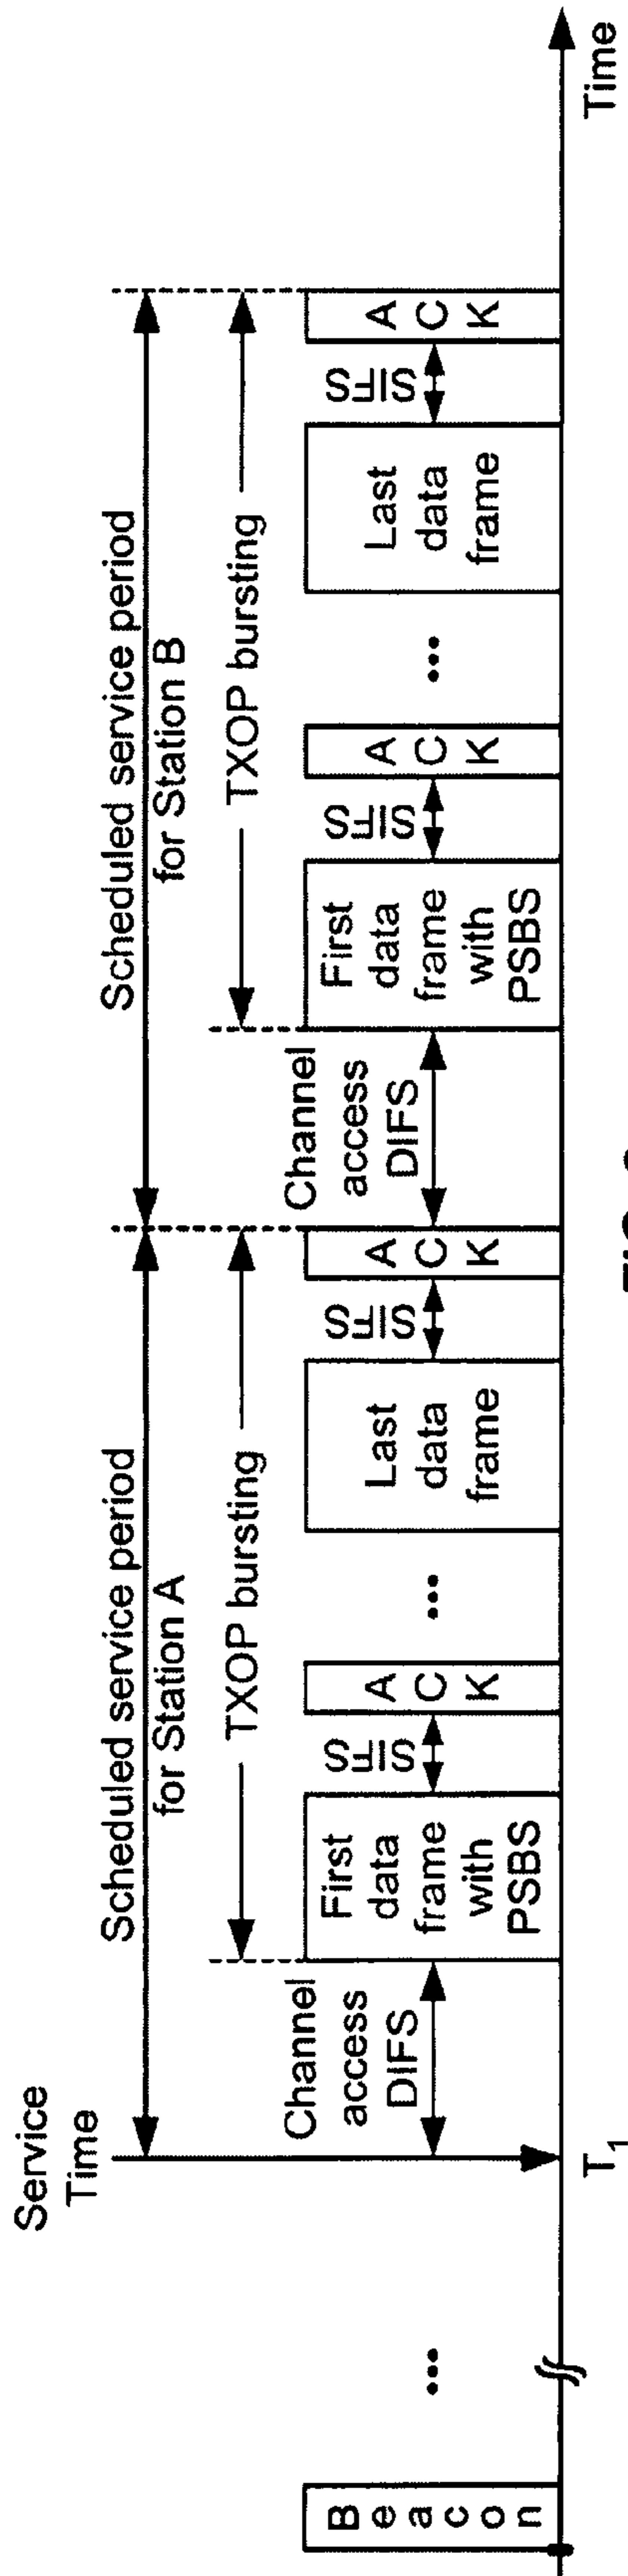 Service
Time
Scheduled service period
for Station A
Scheduled service period
for Station B
TXOP bursting
TXOP bursting
Beacon
...
Channel
access
DIFS
First
data
frame
with
PSBS
SIFS
ACK
...
Last
data
frame
SIFS
ACK
Channel
access
DIFS
First
data
frame
with
PSBS
SIFS
ACK
...
Last
data
frame
SIFS
ACK
T1
Time